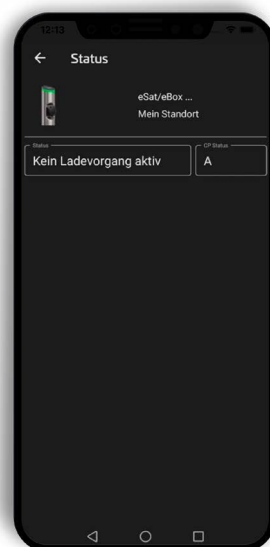 12:13
Status
eSat/eBox ...
Mein Standort
Status
Kein Ladevorgang aktiv
CP Status
A